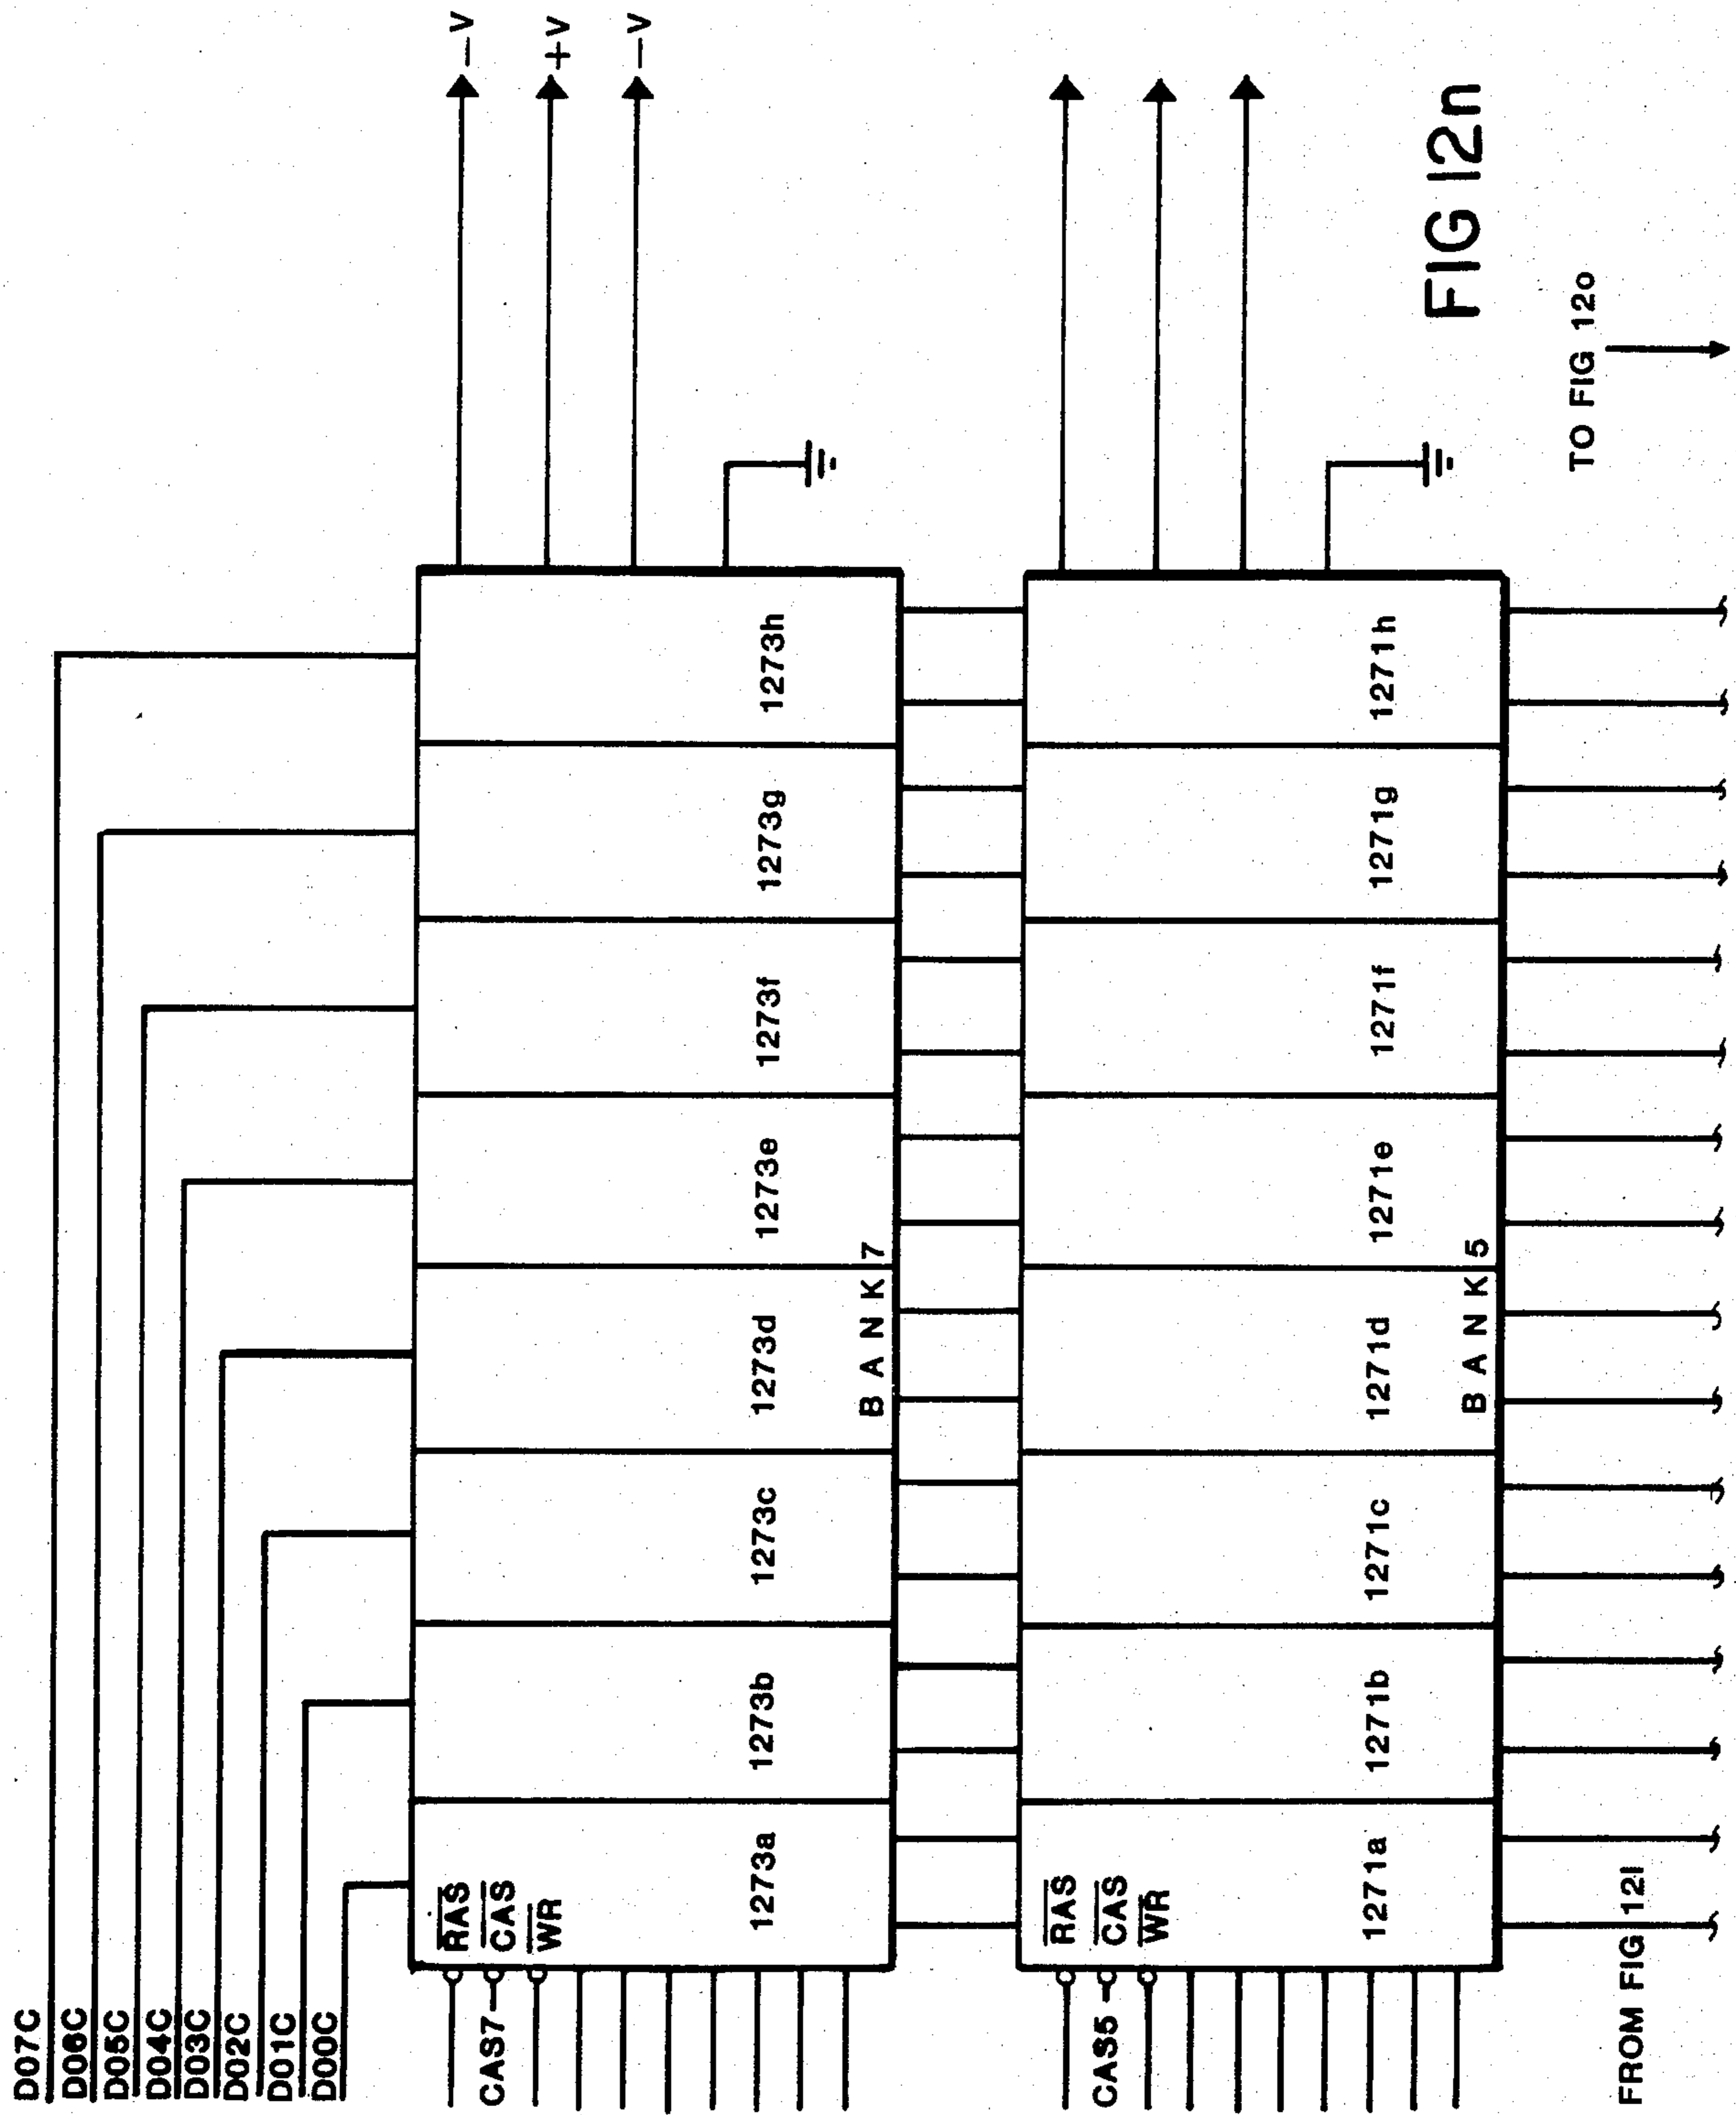 D07C
D06C
D05C
D04C
D03C
D02C
D01C
D00C
–V
+V
–V
RAS
CAS7
CAS
WR
1273a
1273b
1273c
1273d
1273e
1273f
1273g
1273h
BANK 7
RAS
CAS5
CAS
WR
1271a
1271b
1271c
1271d
1271e
1271f
1271g
1271h
BANK 5
FIG 12n
FROM FIG 12l
TO FIG 12o